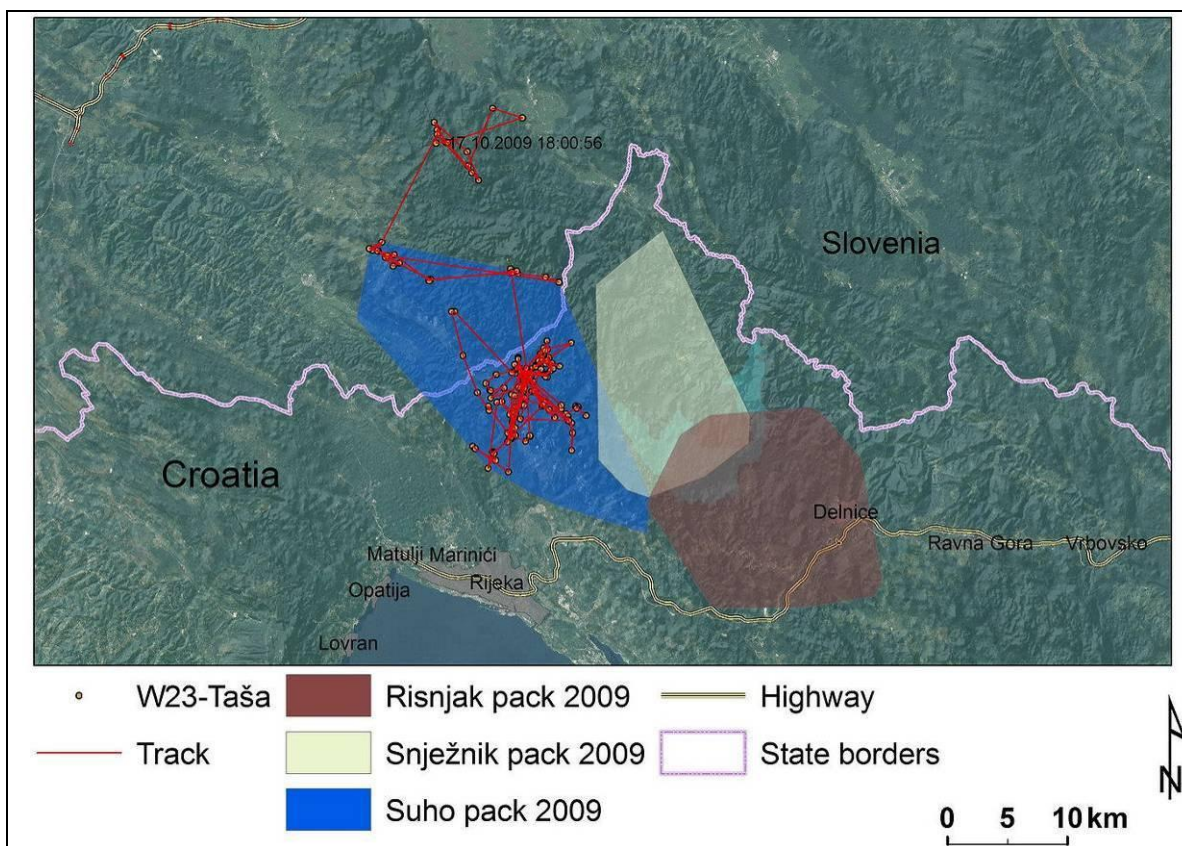 17.10.2009 18:00:56
Slovenia
Croatia
Delnice
Ravna Gora
Vrbovsko
Matulji
Marinići
Rijeka
Opatija
Lovran
W23-Taša
Risnjak pack 2009
Highway
Track
Snježnik pack 2009
State borders
Suho pack 2009
N
0 5 10 km